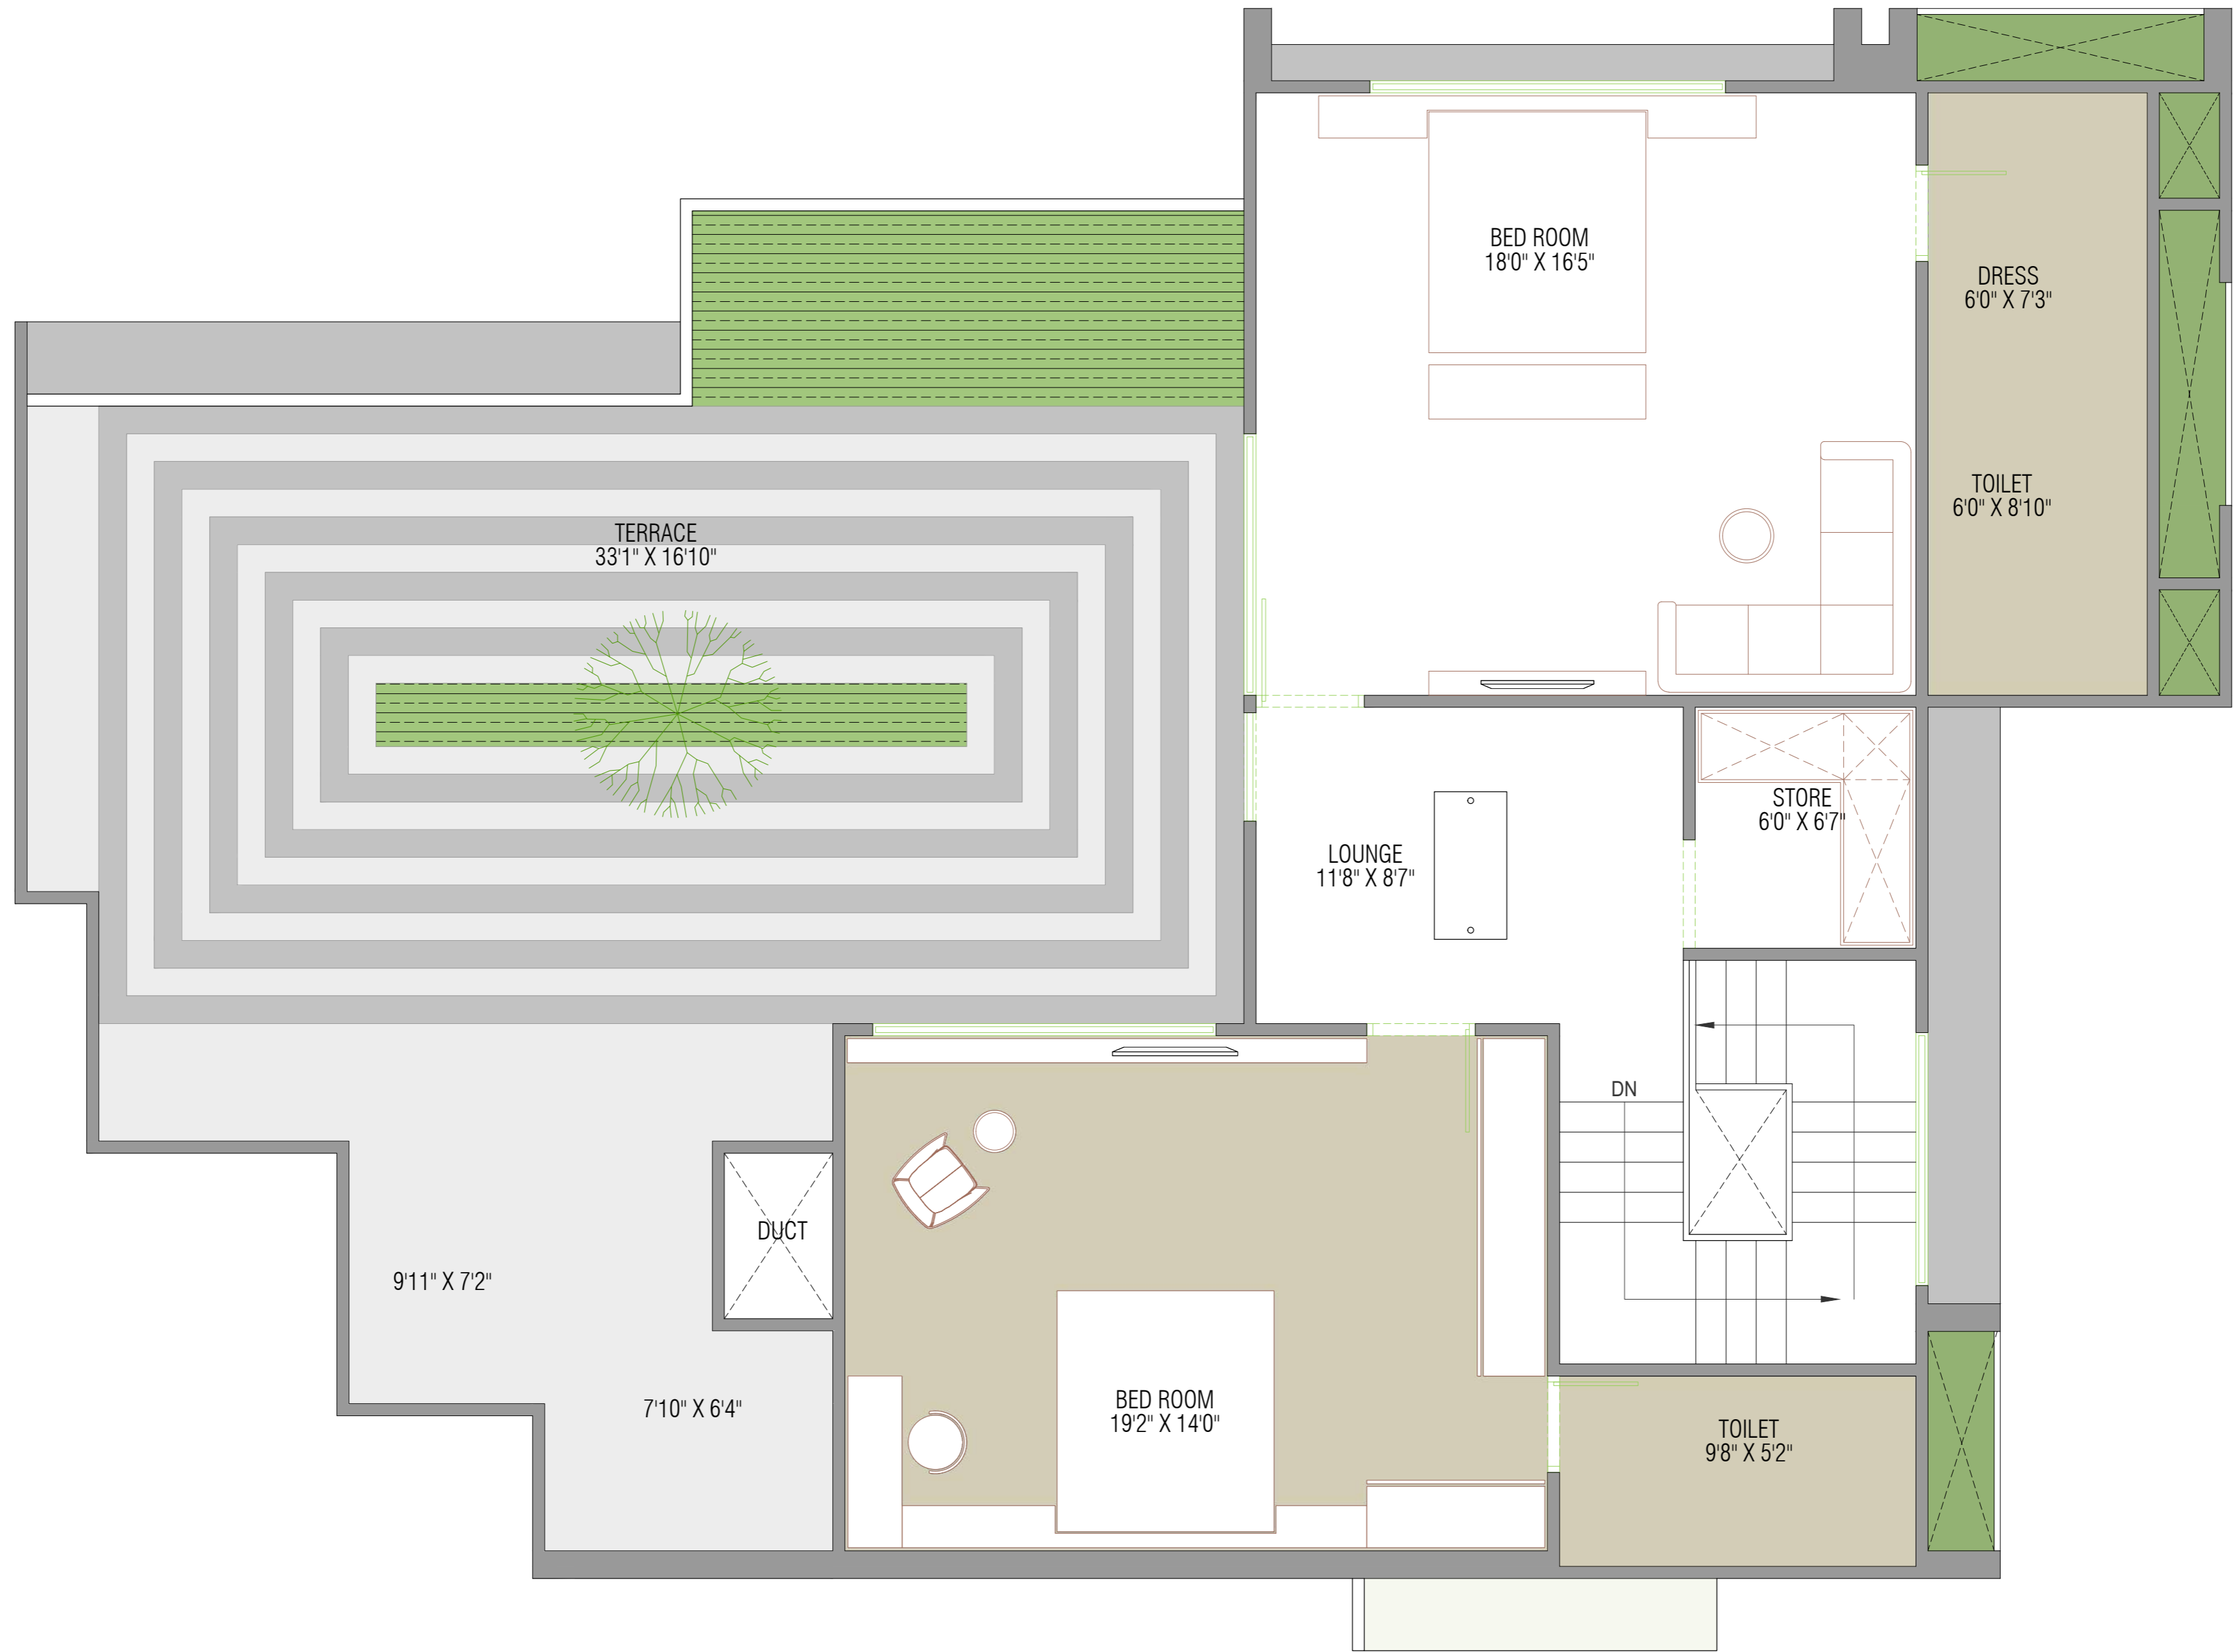 BED ROOM
18'0" X 16'5"
DRESS
6'0" X 7'3"
TOILET
6'0" X 8'10"
TERRACE
33'1" X 16'10"
STORE
6'0" X 6'7"
LOUNGE
11'8" X 8'7"
DN
DUCT
9'11" X 7'2"
7'10" X 6'4"
BED ROOM
19'2" X 14'0"
TOILET
9'8" X 5'2"